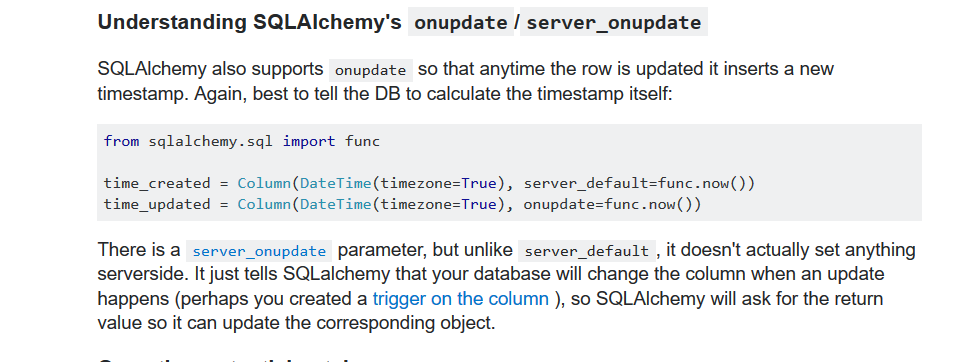 Understanding SQLAlchemy's onupdate / server_onupdate
SQLAlchemy also supports onupdate so that anytime the row is updated it inserts a new
timestamp. Again, best to tell the DB to calculate the timestamp itself:
from sqlalchemy.sql import func
time_created = Column(DateTime(timezone=True), server_default=func.now())
time_updated = Column(DateTime(timezone=True), onupdate=func.now())
There is a server_onupdate parameter, but unlike server_default , it doesn't actually set anything
serverside. It just tells SQLalchemy that your database will change the column when an update
happens (perhaps you created a trigger on the column ), so SQLAlchemy will ask for the return
value so it can update the corresponding object.